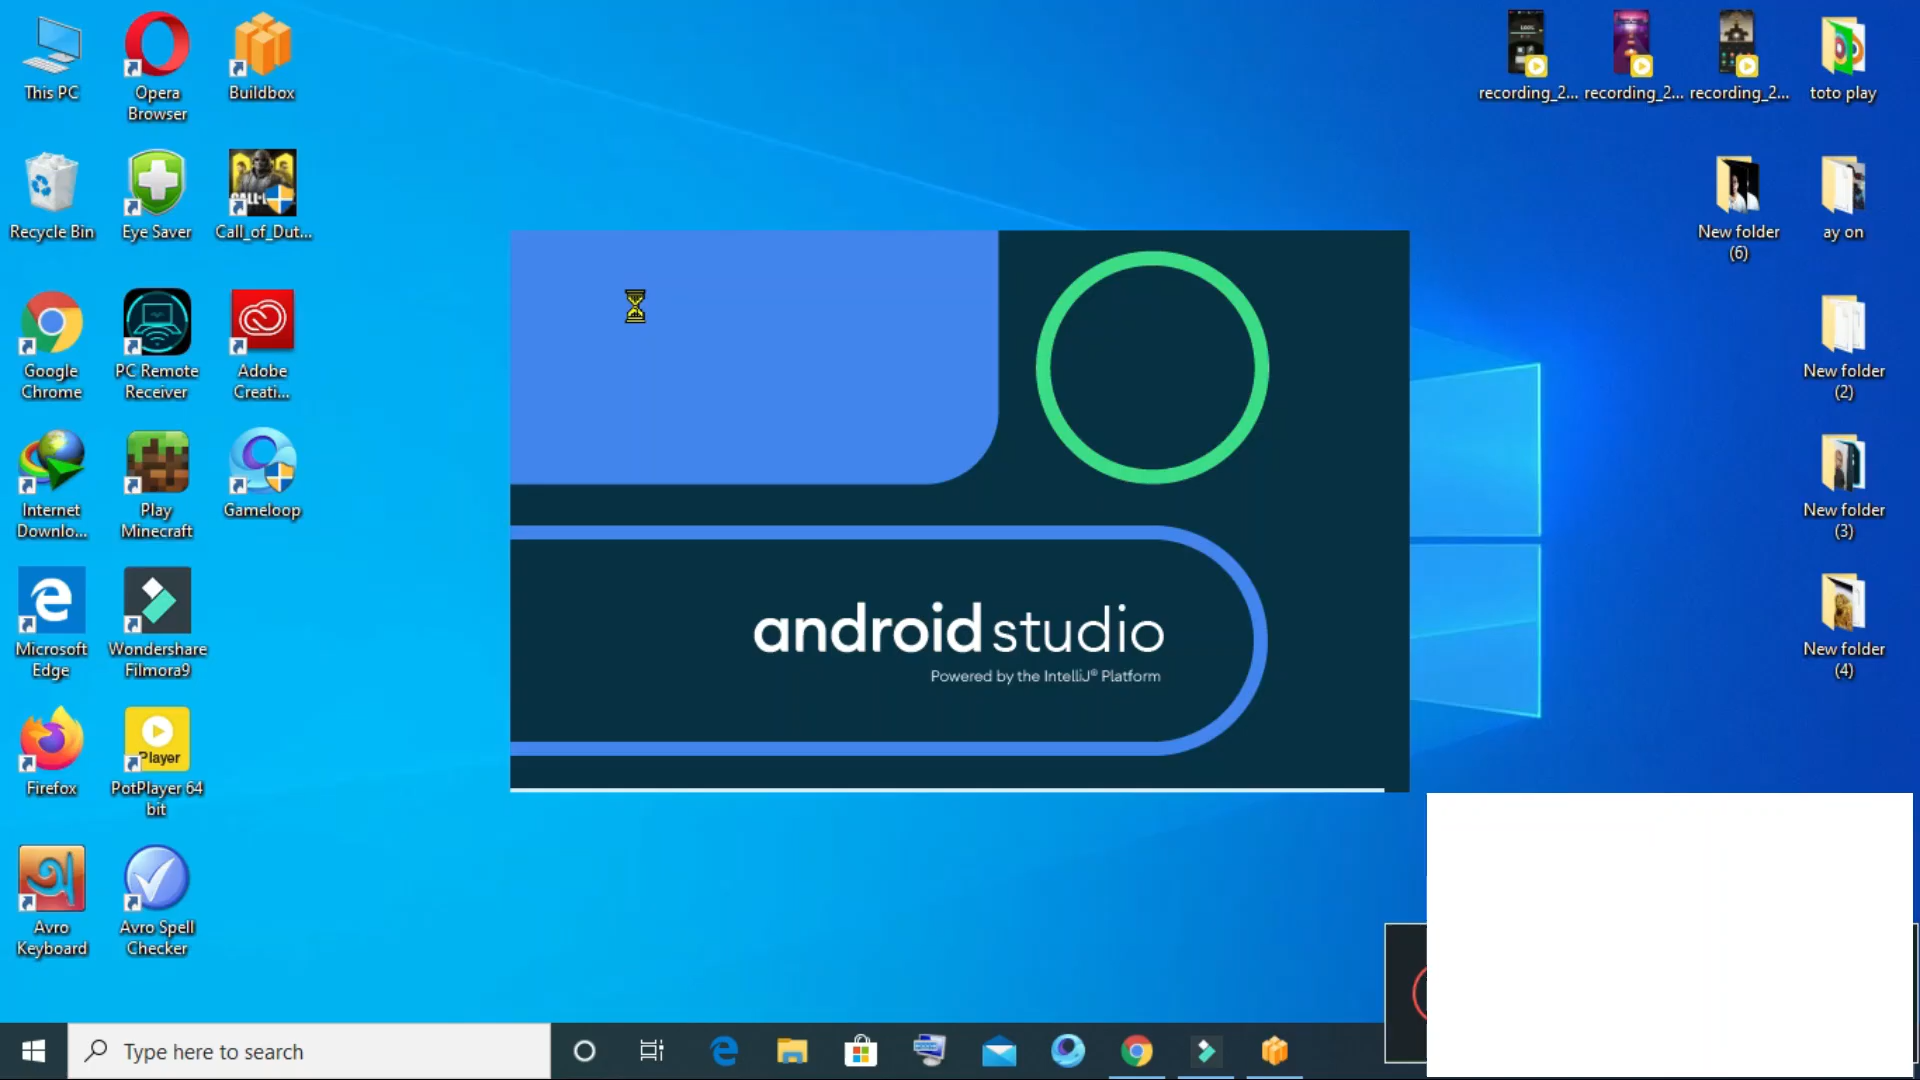 This PC
Opera
Browser
Buildbox
recording_2...
recording_2...
recording_2...
toto play
Recycle Bin
Eye Saver
Call_of_Dut...
New folder
(6)
ay on
Google
Chrome
PC Remote
Receiver
Adobe
Creati...
New folder
(2)
Internet
Downlo...
Play
Minecraft
Gameloop
New folder
(3)
android studio
Powered by the IntelliJ® Platform
Microsoft
Edge
Wondershare
Filmora9
New folder
(4)
Player
Firefox
PotPlayer 64
bit
অ
Avro
Keyboard
Avro Spell
Checker
Type here to search